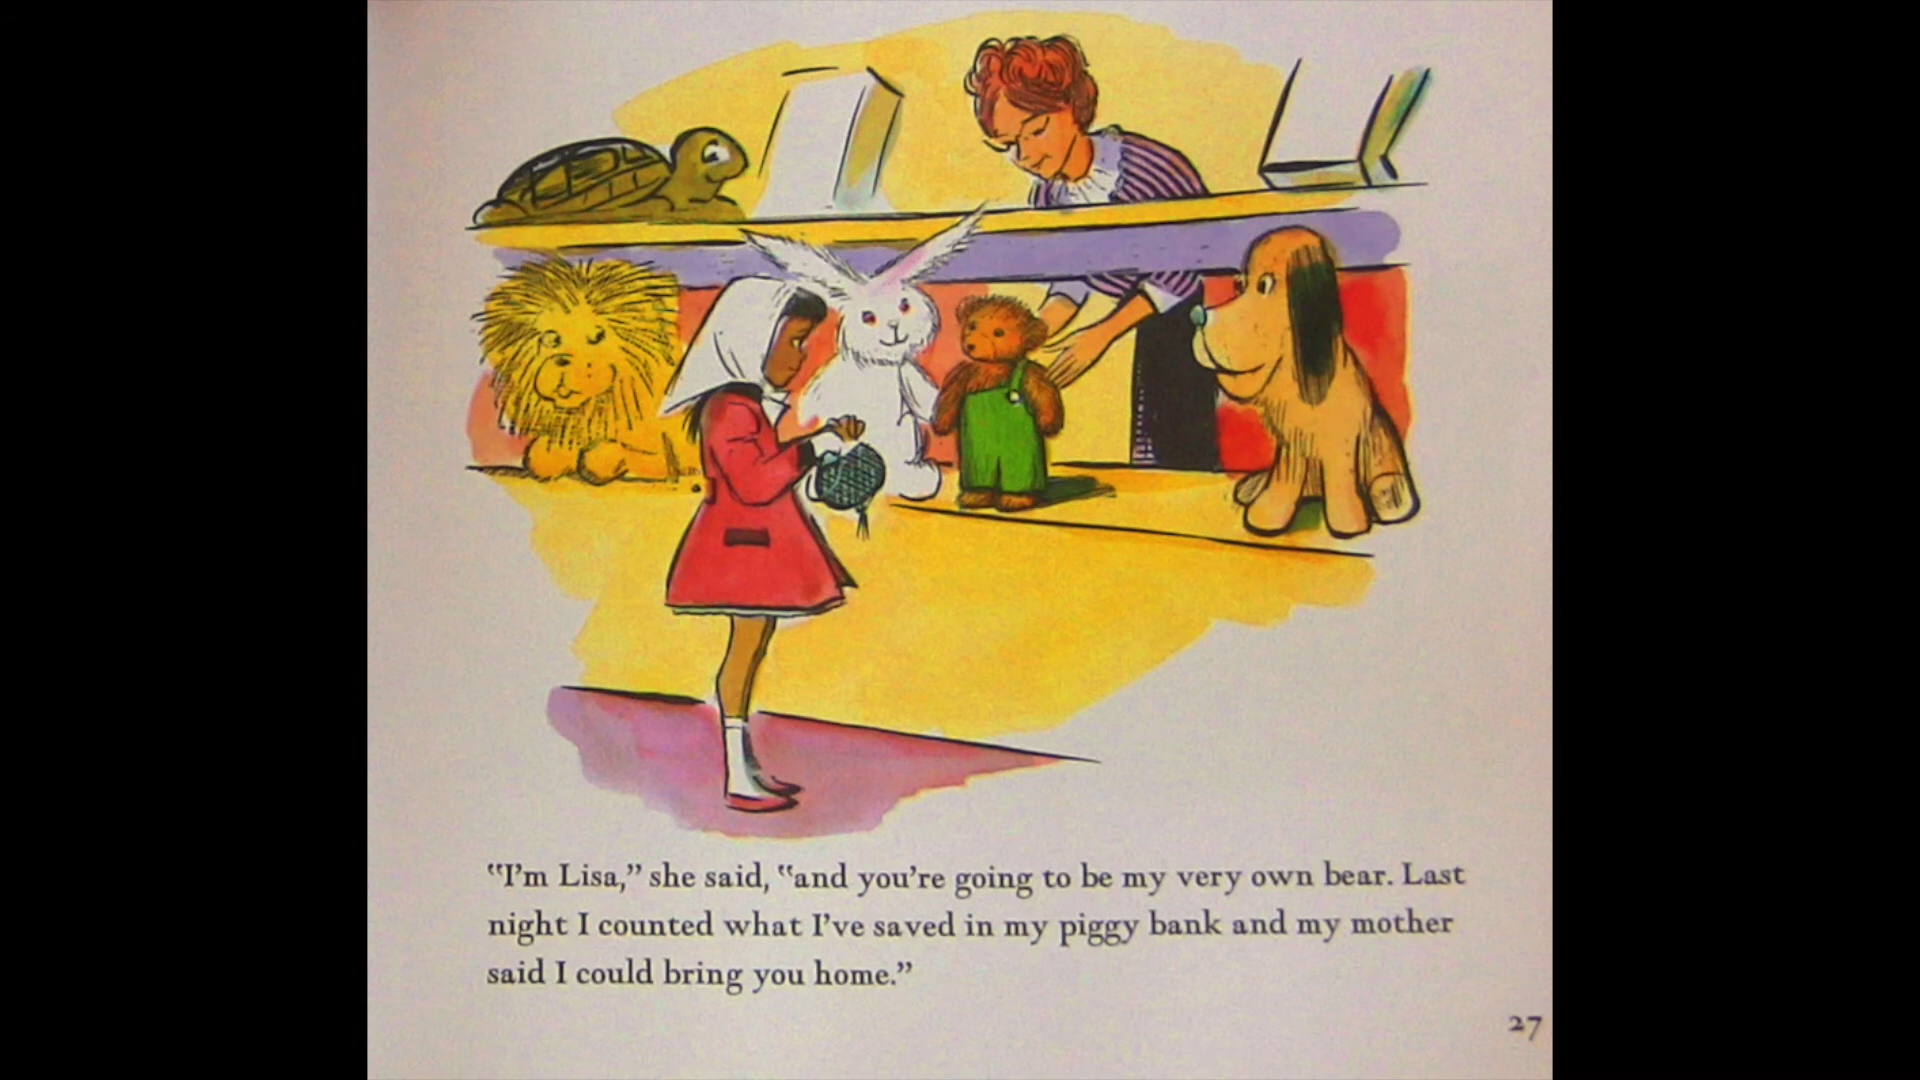 “I’m Lisa,” she said, “and you’re going to be my very own bear. Last
night I counted what I’ve saved in my piggy bank and my mother
said I could bring you home.”
27